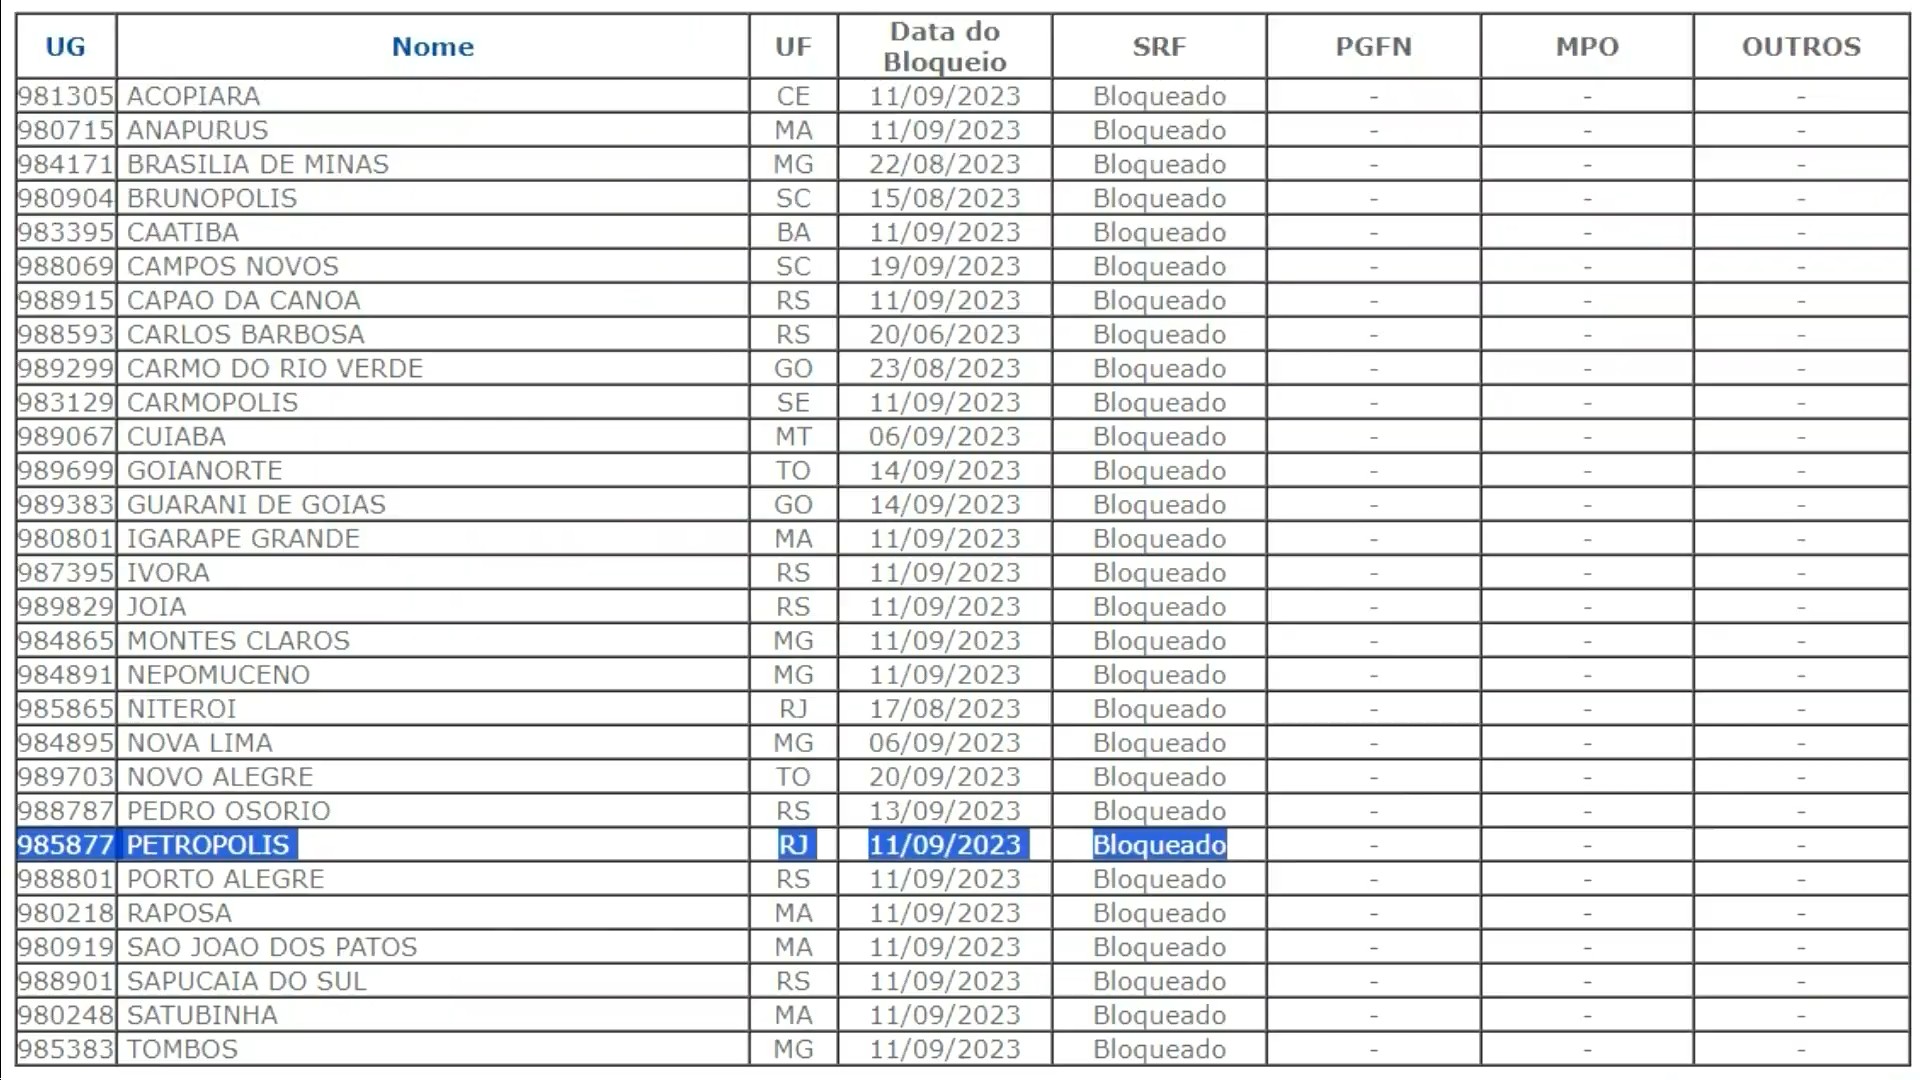 UG Nome UF Data do Bloqueio SRF PGFN MPO OUTROS
981305 ACOPIARA CE 11/09/2023 Bloqueado - - -
980715 ANAPURUS MA 11/09/2023 Bloqueado - - -
984171 BRASILIA DE MINAS MG 22/08/2023 Bloqueado - - -
980904 BRUNOPOLIS SC 15/08/2023 Bloqueado - - -
983395 CAATIBA BA 11/09/2023 Bloqueado - - -
988069 CAMPOS NOVOS SC 19/09/2023 Bloqueado - - -
988915 CAPAO DA CANOA RS 11/09/2023 Bloqueado - - -
988593 CARLOS BARBOSA RS 20/06/2023 Bloqueado - - -
989299 CARMO DO RIO VERDE GO 23/08/2023 Bloqueado - - -
983129 CARMOPOLIS SE 11/09/2023 Bloqueado - - -
989067 CUIABA MT 06/09/2023 Bloqueado - - -
989699 GOIANORTE TO 14/09/2023 Bloqueado - - -
989383 GUARANI DE GOIAS GO 14/09/2023 Bloqueado - - -
980801 IGARAPE GRANDE MA 11/09/2023 Bloqueado - - -
987395 IVORA RS 11/09/2023 Bloqueado - - -
989829 JOIA RS 11/09/2023 Bloqueado - - -
984865 MONTES CLAROS MG 11/09/2023 Bloqueado - - -
984891 NEPOMUCENO MG 11/09/2023 Bloqueado - - -
985865 NITEROI RJ 17/08/2023 Bloqueado - - -
984895 NOVA LIMA MG 06/09/2023 Bloqueado - - -
989703 NOVO ALEGRE TO 20/09/2023 Bloqueado - - -
988787 PEDRO OSORIO RS 13/09/2023 Bloqueado - - -
985877 PETROPOLIS RJ 11/09/2023 Bloqueado - - -
988801 PORTO ALEGRE RS 11/09/2023 Bloqueado - - -
980218 RAPOSA MA 11/09/2023 Bloqueado - - -
980919 SAO JOAO DOS PATOS MA 11/09/2023 Bloqueado - - -
988901 SAPUCAIA DO SUL RS 11/09/2023 Bloqueado - - -
980248 SATUBINHA MA 11/09/2023 Bloqueado - - -
985383 TOMBOS MG 11/09/2023 Bloqueado - - -